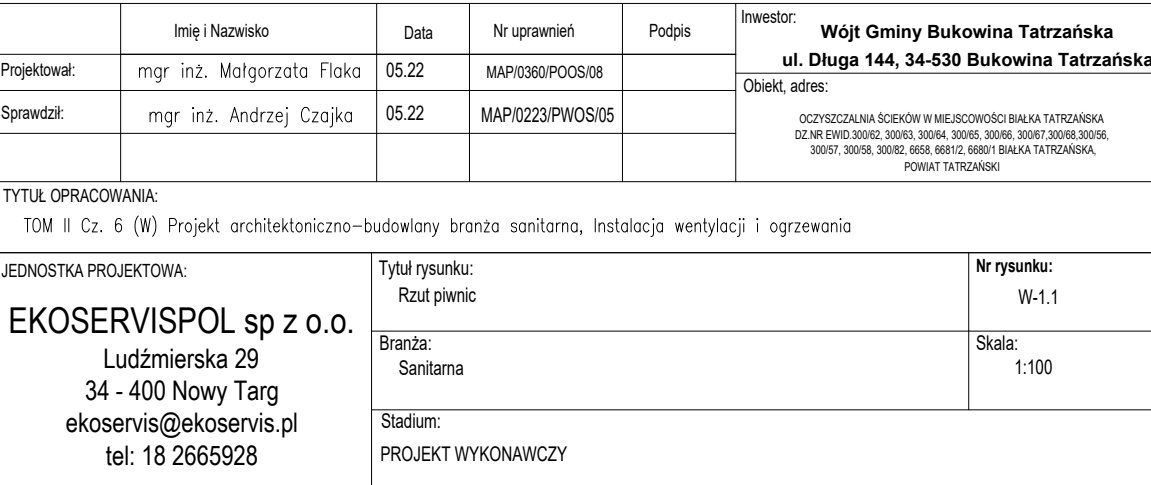 Imię i Nazwisko Data Nr uprawnień Podpis
Projektował: mgr inż. Małgorzata Flaka 05.22 MAP/0360/POOS/08
Sprawdził: mgr inż. Andrzej Czajka 05.22 MAP/0223/PWOS/05
Inwestor:
Wójt Gminy Bukowina Tatrzańska
ul. Długa 144, 34-530 Bukowina Tatrzańska
Obiekt, adres:
OCZYSZCZALNIA ŚCIEKÓW W MIEJSCOWOŚCI BIAŁKA TATRZAŃSKA
DZ.NR EWID.300/62, 300/63, 300/64, 300/65, 300/66, 300/67,300/68,300/56,
300/57, 300/58, 300/82, 6658, 6681/2, 6680/1 BIAŁKA TATRZAŃSKA,
POWIAT TATRZAŃSKI
TYTUŁ OPRACOWANIA:
TOM II Cz. 6 (W) Projekt architektoniczno-budowlany branża sanitarna, Instalacja wentylacji i ogrzewania
JEDNOSTKA PROJEKTOWA:
EKOSERVISPOL sp z o.o.
Ludźmierska 29
34 - 400 Nowy Targ
ekoservis@ekoservis.pl
tel: 18 2665928
Tytuł rysunku:
Rzut piwnic
Nr rysunku:
W-1.1
Branża:
Sanitarna
Skala:
1:100
Stadium:
PROJEKT WYKONAWCZY